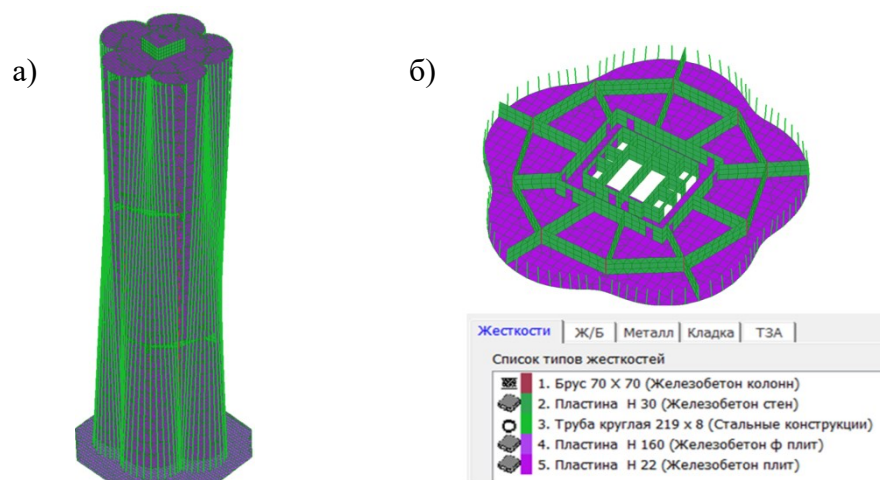 а)
б)
Жесткости Ж/Б Металл Кладка ТЗА
Список типов жесткостей
1. Брус 70 X 70 (Железобетон колонн)
2. Пластина Н 30 (Железобетон стен)
3. Труба круглая 219 x 8 (Стальные конструкции)
4. Пластина Н 160 (Железобетон ф плит)
5. Пластина Н 22 (Железобетон плит)